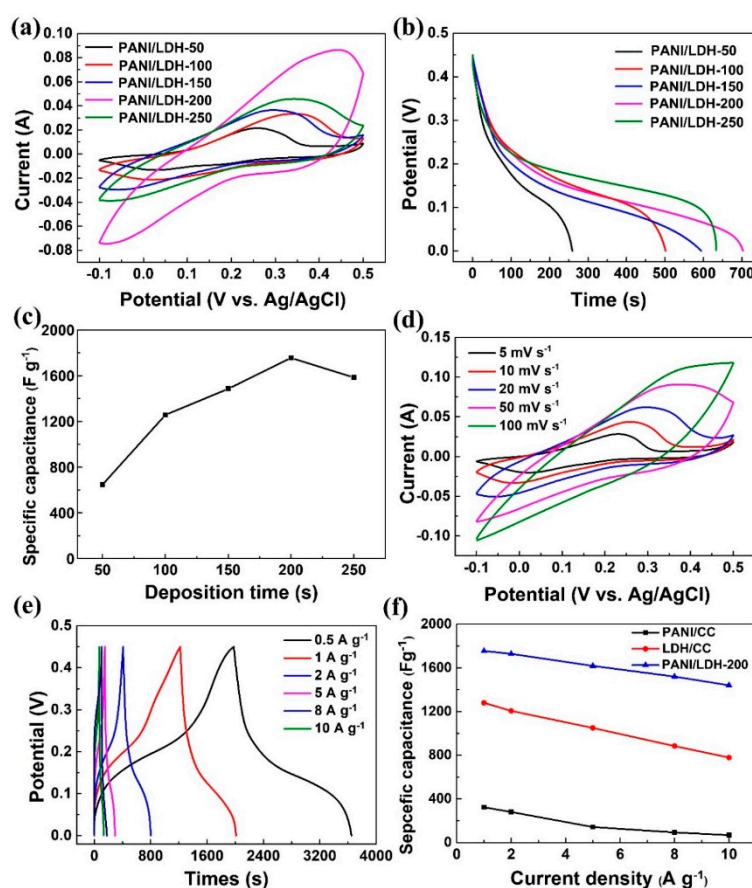 (a)
0.10
0.08
0.06
0.04
0.02
0.00
-0.02
-0.04
-0.06
-0.08
Current (A)
PANI/LDH-50
PANI/LDH-100
PANI/LDH-150
PANI/LDH-200
PANI/LDH-250
-0.1 0.0 0.1 0.2 0.3 0.4 0.5
Potential (V vs. Ag/AgCl)
(b)
0.5
0.4
0.3
0.2
0.1
0.0
Potential (V)
PANI/LDH-50
PANI/LDH-100
PANI/LDH-150
PANI/LDH-200
PANI/LDH-250
0 100 200 300 400 500 600 700
Time (s)
(c)
2000
1600
1200
800
400
0
Specific capacitance (F g⁻¹)
50 100 150 200 250
Deposition time (s)
(d)
0.15
0.10
0.05
0.00
-0.05
-0.10
Current (A)
5 mV s⁻¹
10 mV s⁻¹
20 mV s⁻¹
50 mV s⁻¹
100 mV s⁻¹
-0.1 0.0 0.1 0.2 0.3 0.4 0.5
Potential (V vs. Ag/AgCl)
(e)
0.5
0.4
0.3
0.2
0.1
0.0
Potential (V)
0.5 A g⁻¹
1 A g⁻¹
2 A g⁻¹
5 A g⁻¹
8 A g⁻¹
10 A g⁻¹
0 800 1600 2400 3200 4000
Times (s)
(f)
2000
1600
1200
800
400
0
Sepcefic capacitance (Fg⁻¹)
PANI/CC
LDH/CC
PANI/LDH-200
0 2 4 6 8 10
Current density (A g⁻¹)